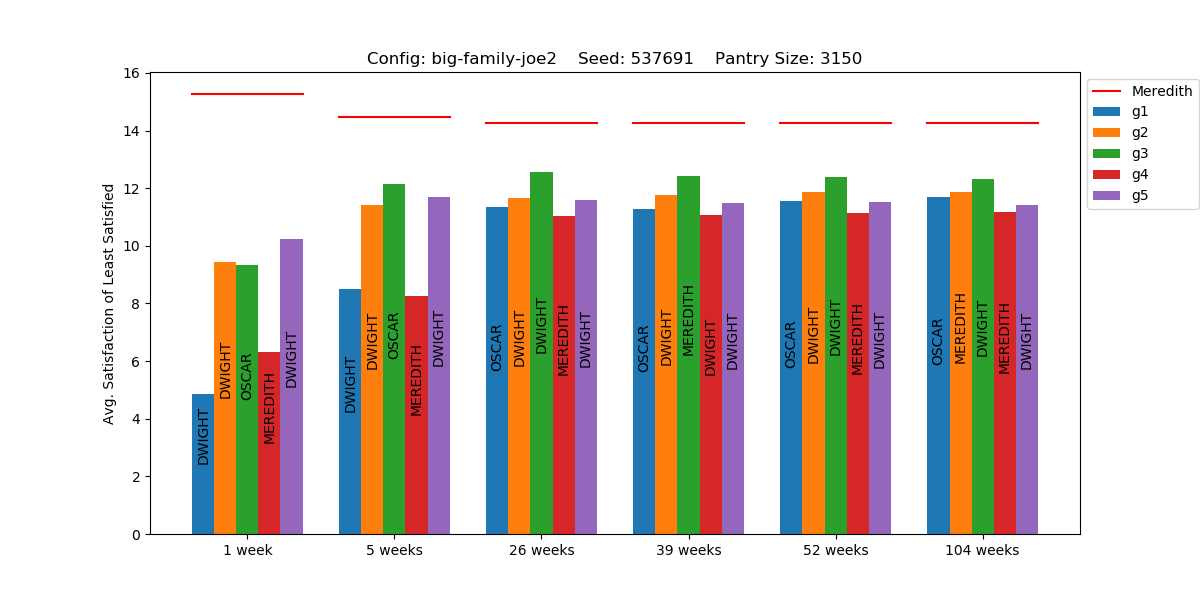 Config: big-family-joe2    Seed: 537691    Pantry Size: 3150
Avg. Satisfaction of Least Satisfied
16
14
12
10
8
6
4
2
0
DWIGHT
DWIGHT
OSCAR
MEREDITH
DWIGHT
DWIGHT
DWIGHT
OSCAR
MEREDITH
DWIGHT
OSCAR
DWIGHT
DWIGHT
MEREDITH
DWIGHT
OSCAR
DWIGHT
MEREDITH
DWIGHT
DWIGHT
OSCAR
DWIGHT
DWIGHT
MEREDITH
DWIGHT
OSCAR
MEREDITH
DWIGHT
MEREDITH
DWIGHT
1 week
5 weeks
26 weeks
39 weeks
52 weeks
104 weeks
Meredith
g1
g2
g3
g4
g5